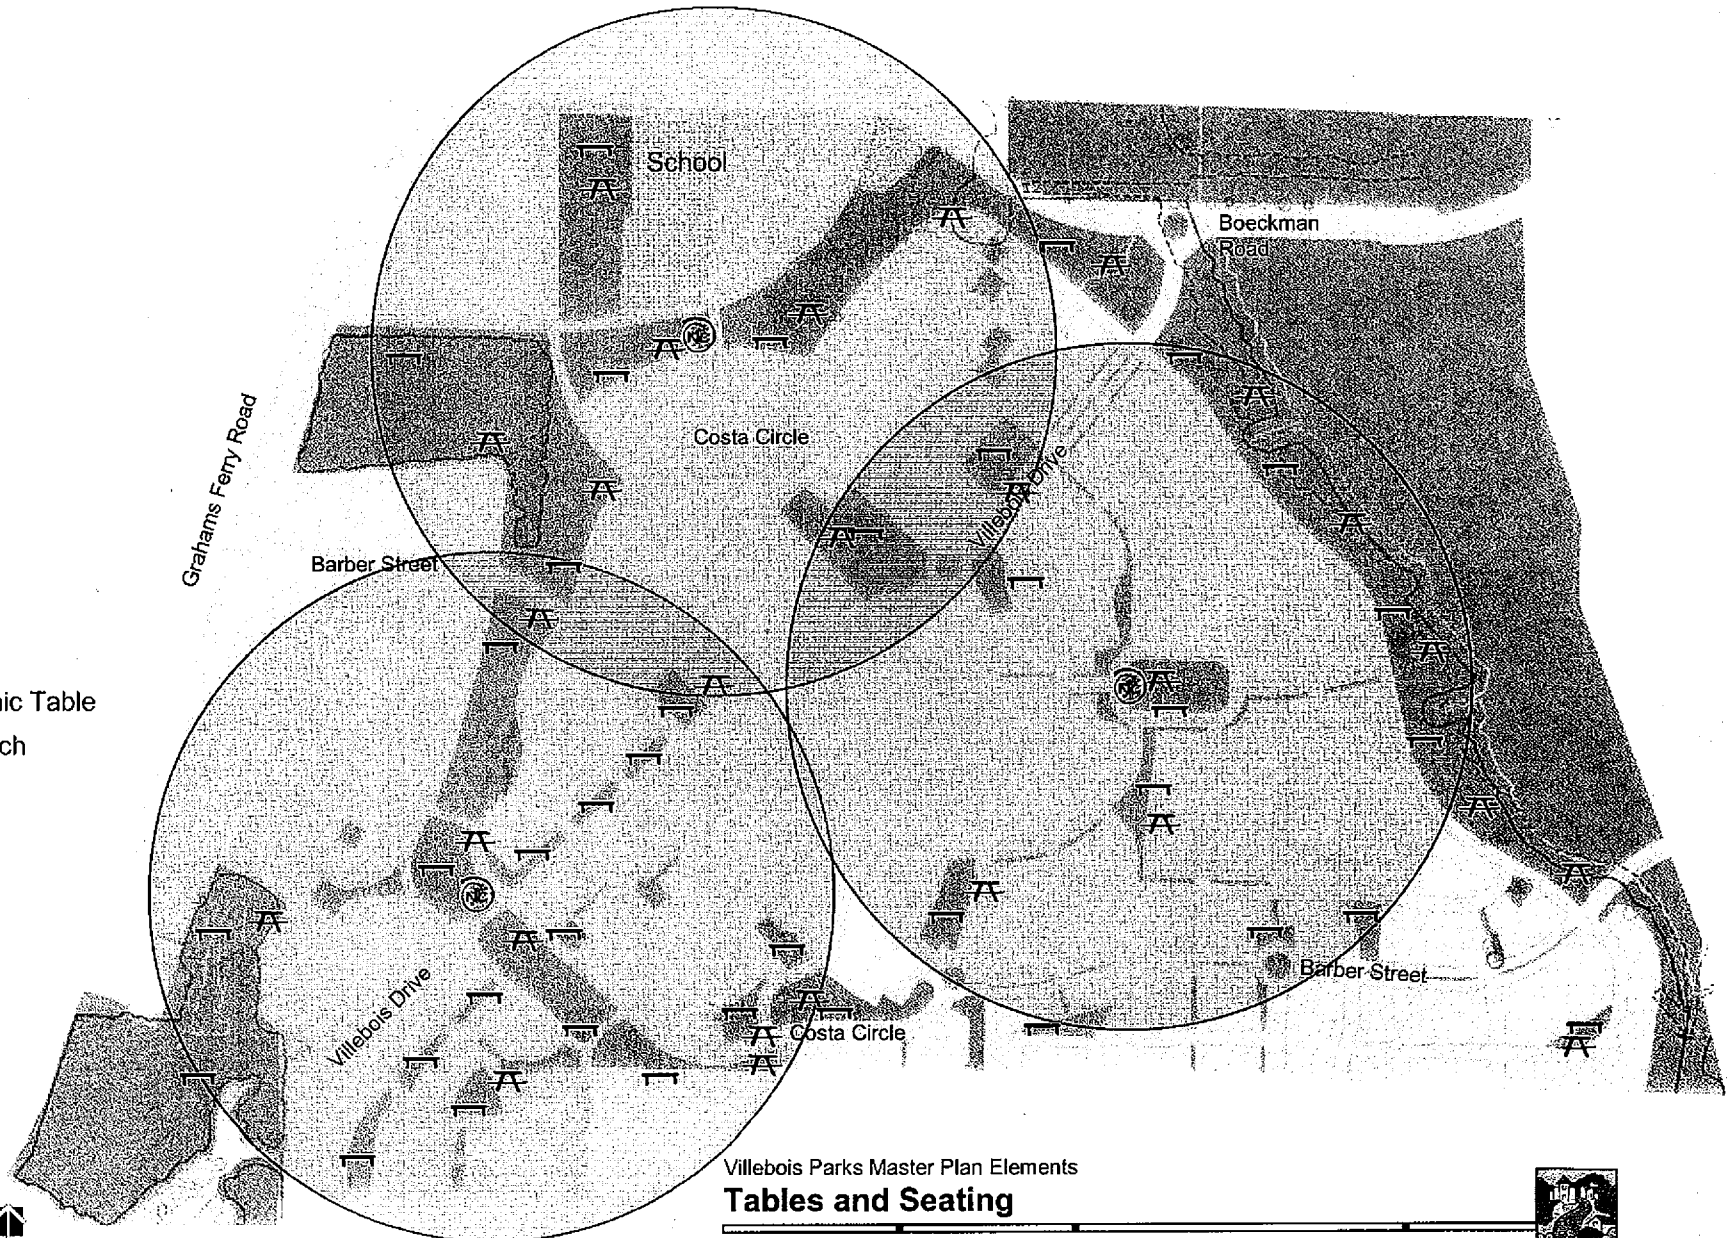 School
Boeckman
Road
Costa Circle
Grahams Ferry Road
Villebois Drive
Barber Street
ic Table
ch
Villebois Drive
Barber Street
Costa Circle
Villebois Parks Master Plan Elements
Tables and Seating